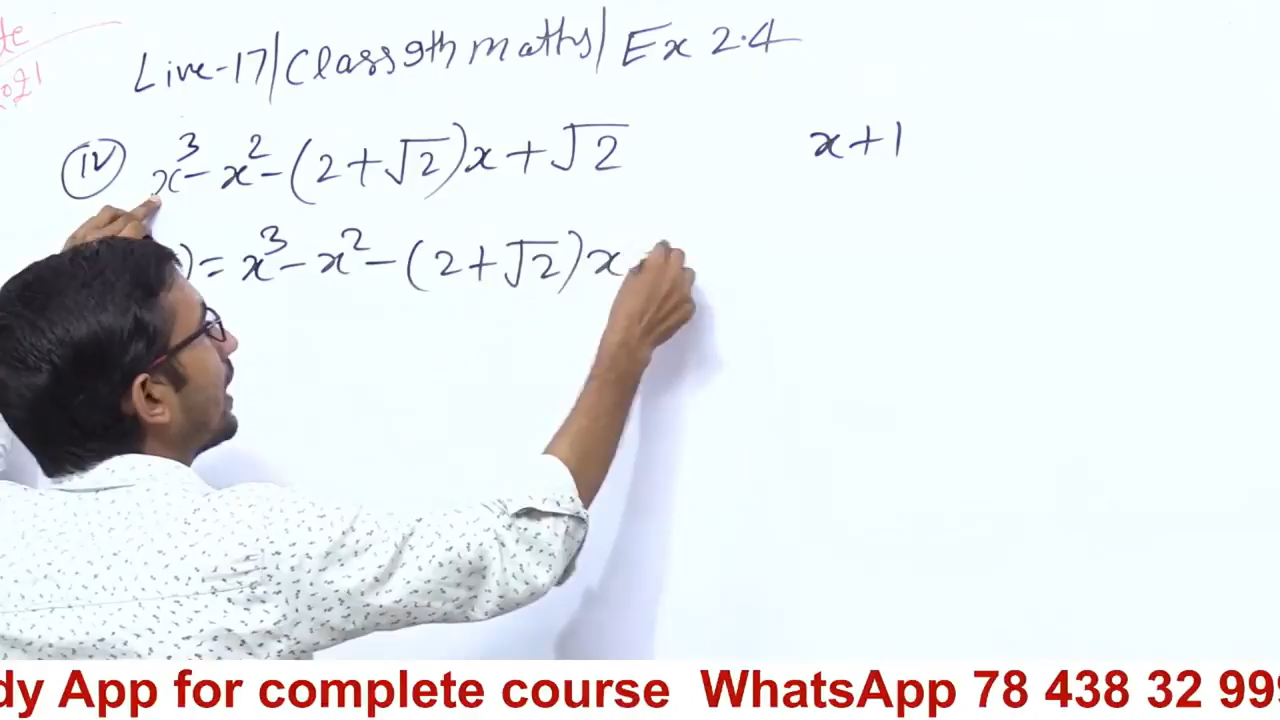 Live-17/Class 9th maths/ Ex 2.4
(iv) x³-x²-(2+√2)x+√2
x+1
)=x³-x²-(2+√2)x
dy App for complete course WhatsApp 78 438 32 999